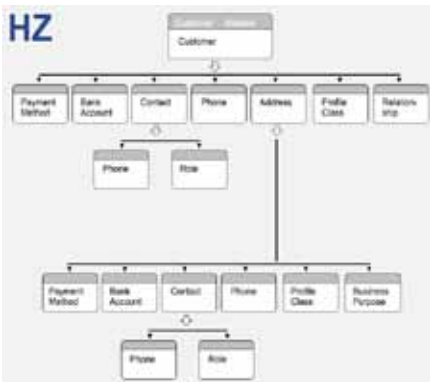 HZ
Customer
Customer
Payment
Method
Bank
Account
Contact
Phone
Address
Profile
Class
Relation-
ship
Phone
Role
Payment
Method
Bank
Account
Contact
Phone
Profile
Class
Business
Purpose
Phone
Role